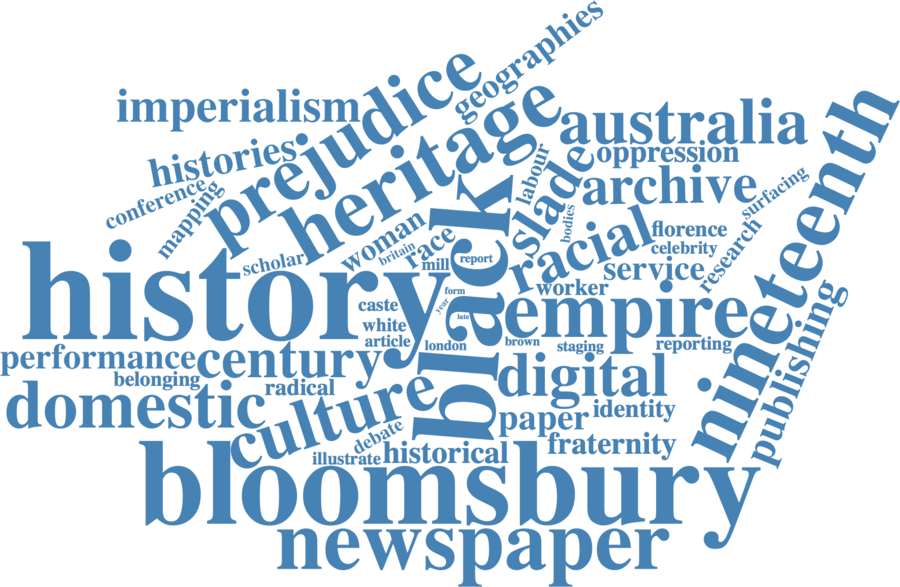 geographies
prejudice
imperialism
heritage
australia
nineteenth
histories
labour
oppression
slade
archive
conference
mapping
surfacing
bodies
woman
race
black
racial
florence
britain
celebrity
research
scholar
mill
report
service
history
form
worker
year
caste
late
empire
publishing
white
article
london
brown
staging
reporting
performance
century
belonging
radical
digital
domestic
culture
paper
identity
debate
fraternity
illustrate
historical
bloomsbury
newspaper